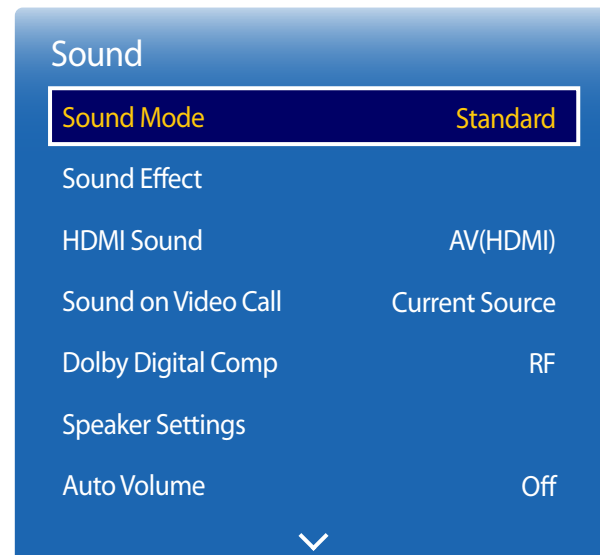 Sound
Sound Mode Standard
Sound Effect
HDMI Sound AV(HDMI)
Sound on Video Call Current Source
Dolby Digital Comp RF
Speaker Settings
Auto Volume Off